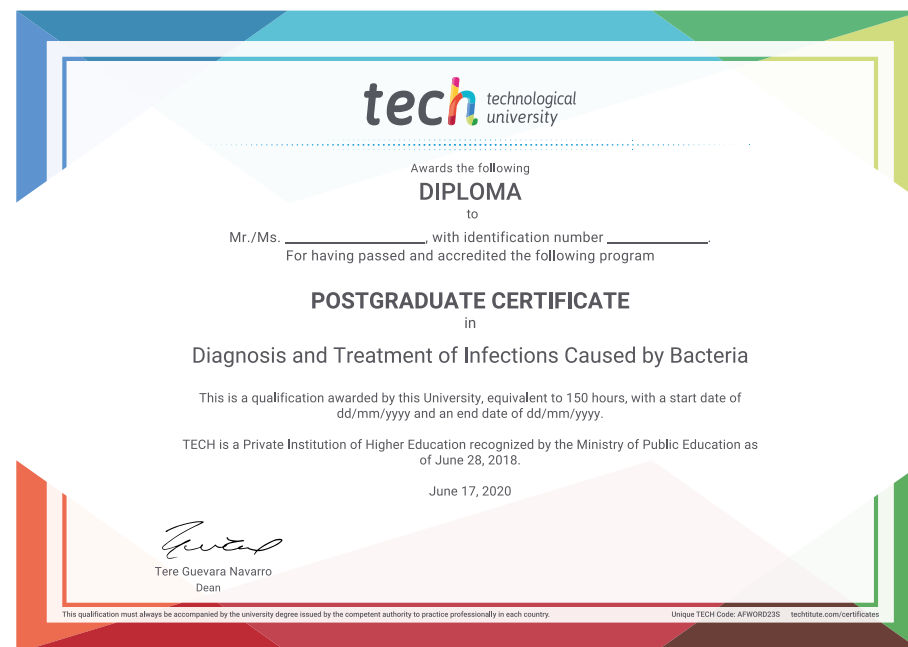 tech technological
university
Awards the following
DIPLOMA
to
Mr./Ms. ____________________, with identification number ______________.
For having passed and accredited the following program
POSTGRADUATE CERTIFICATE
in
Diagnosis and Treatment of Infections Caused by Bacteria
This is a qualification awarded by this University, equivalent to 150 hours, with a start date of
dd/mm/yyyy and an end date of dd/mm/yyyy.
TECH is a Private Institution of Higher Education recognized by the Ministry of Public Education as
of June 28, 2018.
June 17, 2020
Tere Guevara Navarro
Dean
This qualification must always be accompanied by the university degree issued by the competent authority to practice professionally in each country. Unique TECH Code: AFWORD23S techtitute.com/certificates